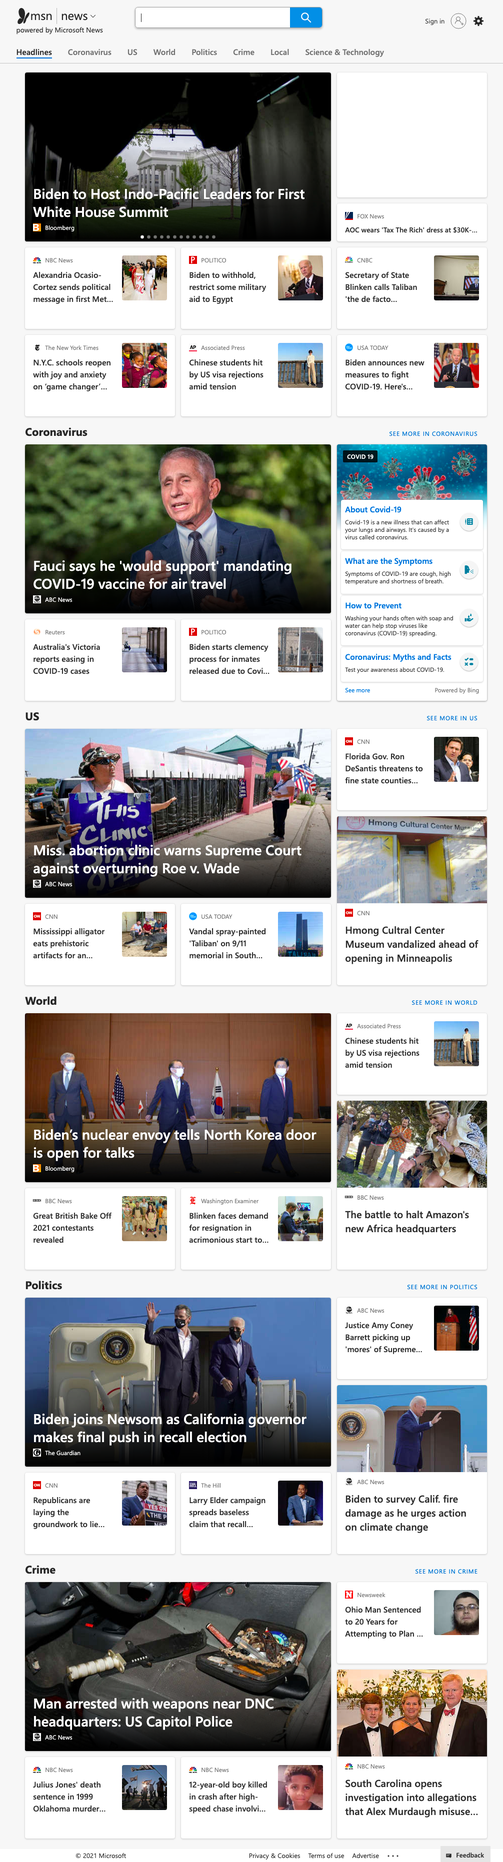 msn news
powered by Microsoft News
Sign in
Headlines Coronavirus US World Politics Crime Local Science & Technology
Biden to Host Indo-Pacific Leaders for First
White House Summit
Bloomberg
FOX News
AOC wears 'Tax The Rich' dress at $30K-...
NBC News
Alexandria Ocasio-
Cortez sends political
message in first Met...
POLITICO
Biden to withhold,
restrict some military
aid to Egypt
CNBC
Secretary of State
Blinken calls Taliban
'the de facto...
The New York Times
N.Y.C. schools reopen
with joy and anxiety
on 'game changer'...
AP Associated Press
Chinese students hit
by US visa rejections
amid tension
USA TODAY
Biden announces new
measures to fight
COVID-19. Here's...
Coronavirus
SEE MORE IN CORONAVIRUS
Fauci says he 'would support' mandating
COVID-19 vaccine for air travel
ABC News
COVID 19
About Covid-19
Covid-19 is a new illness that can affect
your lungs and airways. It's caused by a
virus called coronavirus.
What are the Symptoms
Symptoms of COVID-19 are cough, high
temperature and shortness of breath.
How to Prevent
Washing your hands often with soap and
water can help stop viruses like
coronavirus (COVID-19) spreading.
Coronavirus: Myths and Facts
Test your awareness about COVID-19.
See more
Powered by Bing
Reuters
Australia's Victoria
reports easing in
COVID-19 cases
POLITICO
Biden starts clemency
process for inmates
released due to Covi...
US
SEE MORE IN US
THIS
CLINIC
Miss. abortion clinic warns Supreme Court
against overturning Roe v. Wade
ABC News
CNN
Florida Gov. Ron
DeSantis threatens to
fine state counties...
Hmong Cultural Center Museum
CNN
Hmong Cultral Center
Museum vandalized ahead of
opening in Minneapolis
CNN
Mississippi alligator
eats prehistoric
artifacts for an...
USA TODAY
Vandal spray-painted
'Taliban' on 9/11
memorial in South...
World
SEE MORE IN WORLD
Biden's nuclear envoy tells North Korea door
is open for talks
Bloomberg
AP Associated Press
Chinese students hit
by US visa rejections
amid tension
BBC News
The battle to halt Amazon's
new Africa headquarters
BBC News
Great British Bake Off
2021 contestants
revealed
Washington Examiner
Blinken faces demand
for resignation in
acrimonious start to...
Politics
SEE MORE IN POLITICS
Biden joins Newsom as California governor
makes final push in recall election
The Guardian
ABC News
Justice Amy Coney
Barrett picking up
'mores' of Supreme...
ABC News
Biden to survey Calif. fire
damage as he urges action
on climate change
CNN
Republicans are
laying the
groundwork to lie...
The Hill
Larry Elder campaign
spreads baseless
claim that recall...
Crime
SEE MORE IN CRIME
Man arrested with weapons near DNC
headquarters: US Capitol Police
ABC News
Newsweek
Ohio Man Sentenced
to 20 Years for
Attempting to Plan ...
NBC News
South Carolina opens
investigation into allegations
that Alex Murdaugh misuse...
NBC News
Julius Jones' death
sentence in 1999
Oklahoma murder...
NBC News
12-year-old boy killed
in crash after high-
speed chase involvi...
© 2021 Microsoft
Privacy & Cookies Terms of use Advertise ...
Feedback